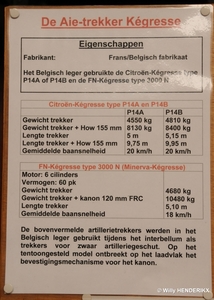 De Aie-trekker Kégresse
Eigenschappen
Fabrikant: Frans/Belgisch fabrikaat
Het Belgisch leger gebruikte de Citroën-Kégresse type
P14A of P14B en de FN-Kégresse type 3000 N
Citroën-Kégresse type P14A en P14B
P14A P14B
Gewicht trekker 4550 N 4810 kg
Gewicht trekker + How 155 mm 8130 kg 8400 kg
Lengte trekker 5 m 5,15 m
Lengte trekker + How 155 mm 9,75 m 9,95 m
Gemiddelde baansnelheid 20 km/h 20 km/h
FN-Kégresse type 3000 N (Minerva-Kégresse)
Motor: 6 cilinders
Vermogen: 60 pk
Gewicht trekker 4680 kg
Gewicht trekker + kanon 120 mm FRC 10480 kg
Lengte trekker 5,10 m
Gemiddelde baansnelheid 18 km/h
De bovenvermelde artillerietrekkers werden in het
Belgisch leger gebruikt tijdens het interbellum als
trekkers voor zwaar artilleriegeschut. Op het
tentoongesteld model ontbreekt op het laadvlak het
bevestigingsmechanisme voor het kanon.
© Willy HENDERIKX